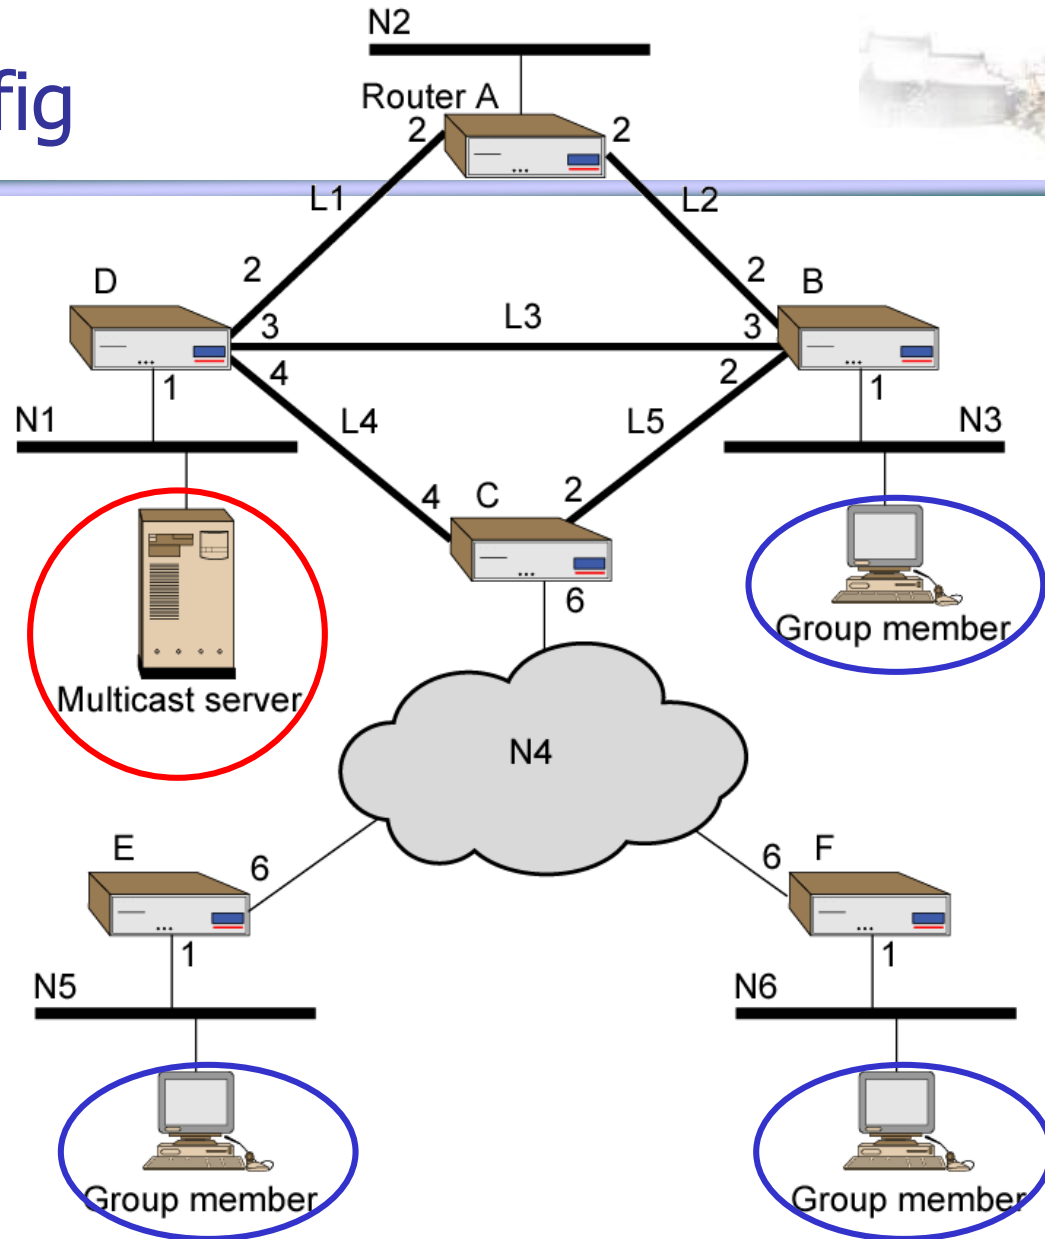 N2
fig
Router A
2 2
L1 L2
D 2 2 B
3 L3 3
4 2
1 1
N1 L4 L5 N3
4 C 2
6
Group member
Multicast server
N4
E F
6 6
1 1
N5 N6
Group member Group member